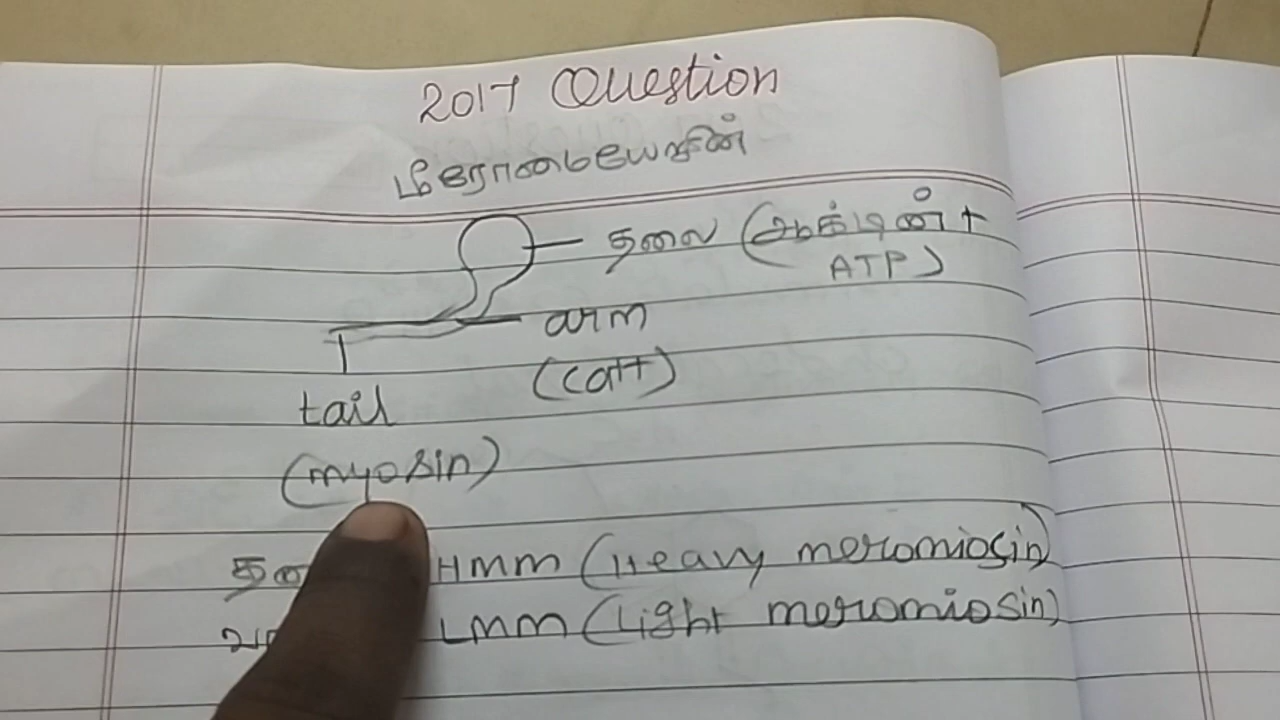 2017 Question
மீரோமையோசின்
தலை (ஆக்டின் +
ATP)
arm
(Ca++)
tail
(myosin)
HMM (Heavy meromiosin)
LMM (Light meromiosin)